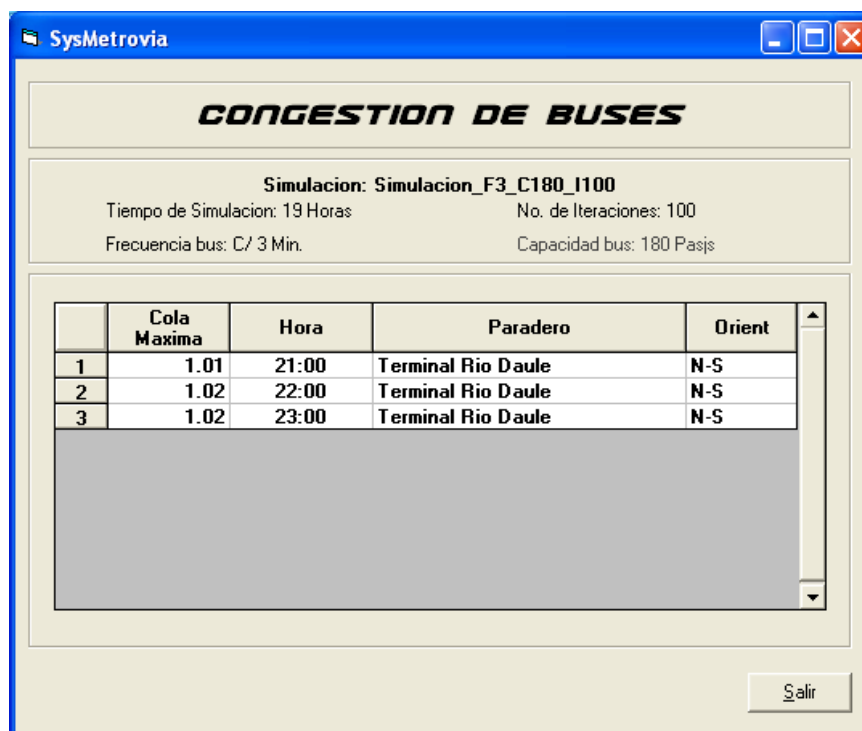 SysMetrovia
CONGESTION DE BUSES
Simulacion: Simulacion_F3_C180_I100
Tiempo de Simulacion: 19 Horas No. de Iteraciones: 100
Frecuencia bus: C/ 3 Min. Capacidad bus: 180 Pasjs
Cola Maxima Hora Paradero Orient
1 1.01 21:00 Terminal Rio Daule N-S
2 1.02 22:00 Terminal Rio Daule N-S
3 1.02 23:00 Terminal Rio Daule N-S
Salir